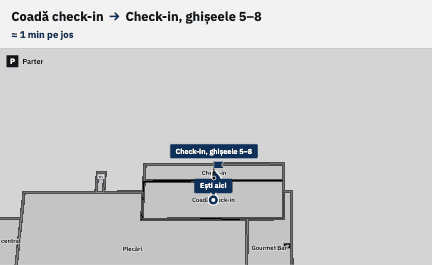 Coadă check-in → Check-in, ghișeele 5–8
≈ 1 min pe jos
P Parter
Check-in, ghișeele 5–8
Ești aici
central
Plecări
Gourmet Bar